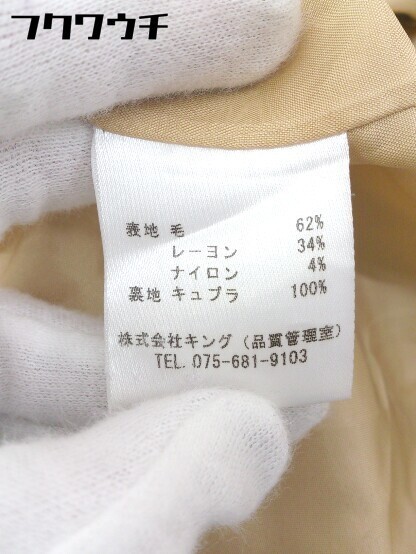 フクワウチ
表地 毛 62%
レーヨン 34%
ナイロン 4%
裏地 キュプラ 100%
株式会社キング (品質管理室)
TEL. 075-681-9103